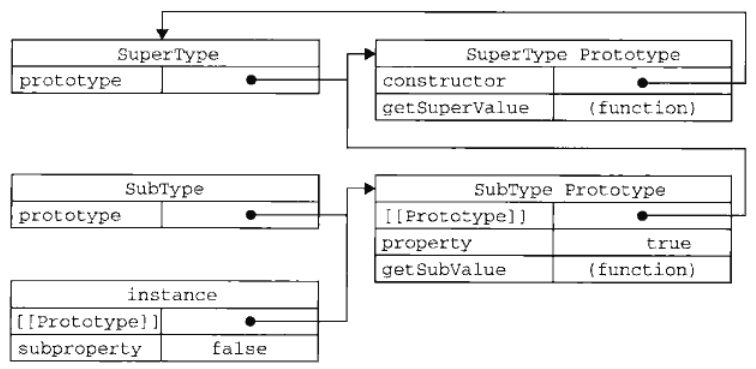 SuperType
prototype
SuperType Prototype
constructor
getSuperValue (function)
SubType
prototype
SubType Prototype
[[Prototype]]
property true
getSubValue (function)
instance
[[Prototype]]
subproperty false